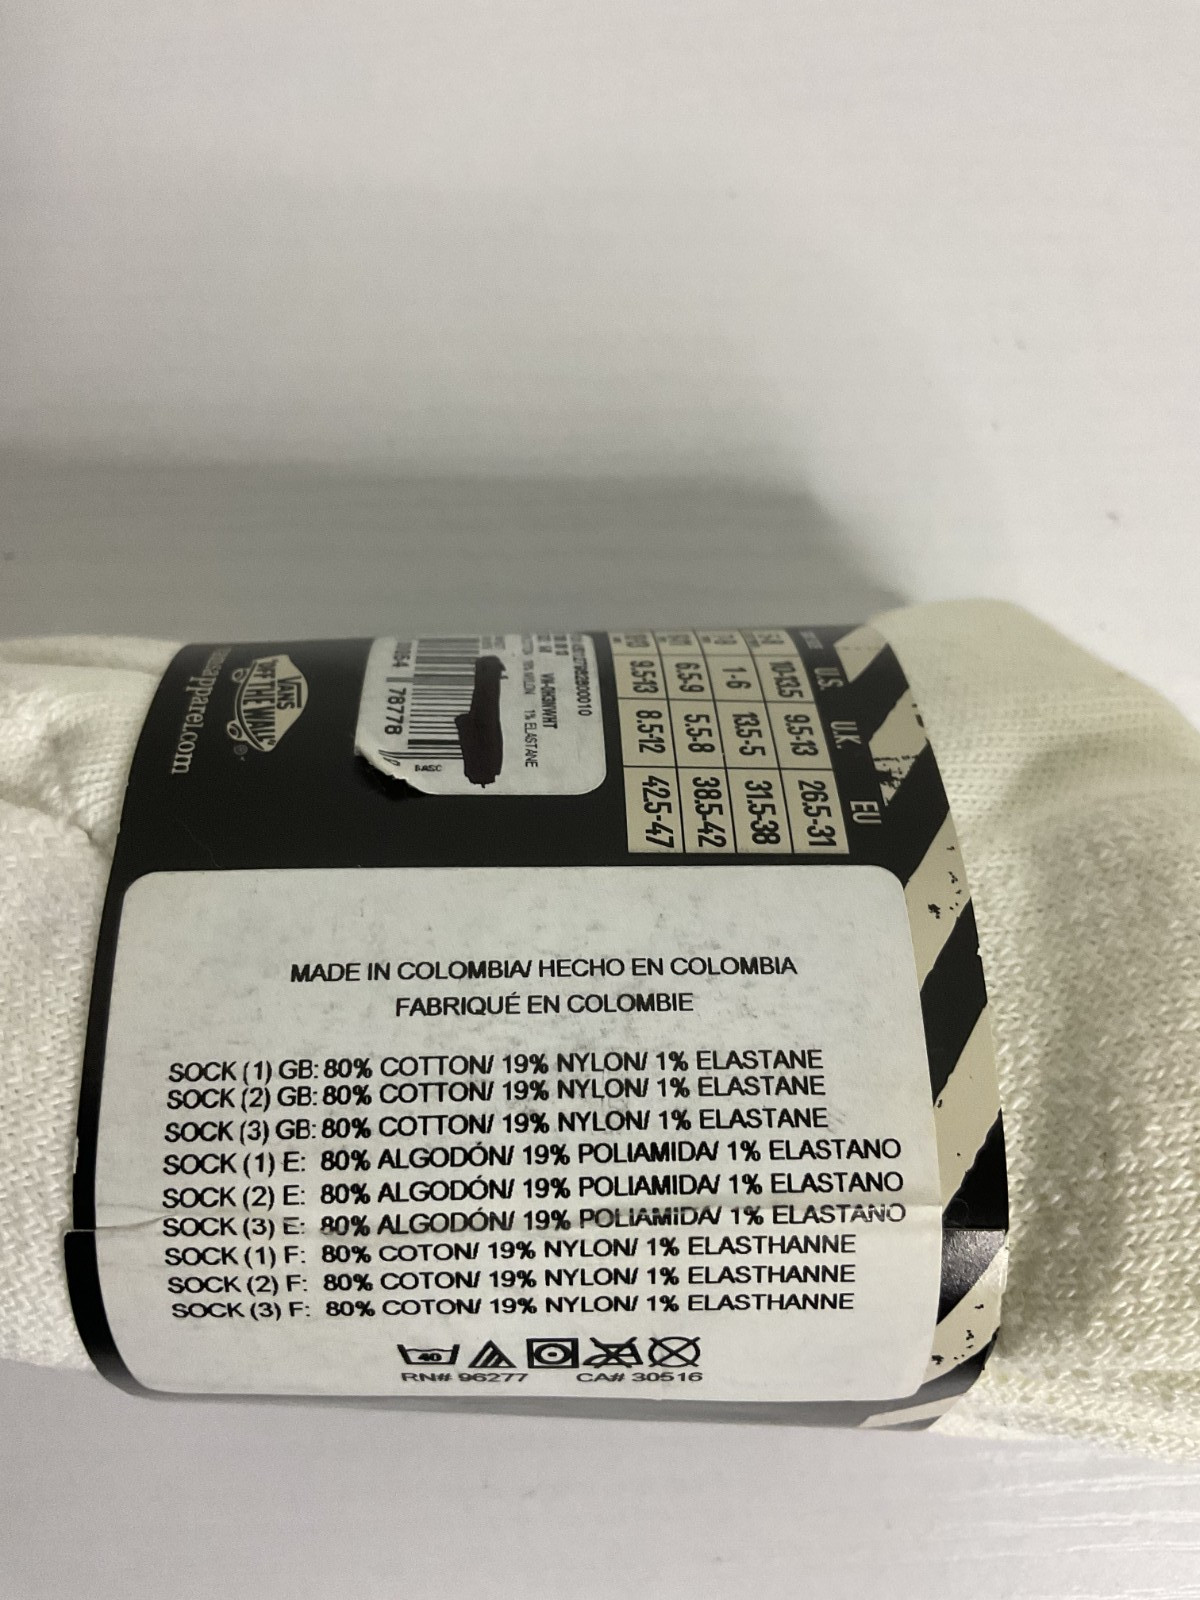 MADE IN COLOMBIA/ HECHO EN COLOMBIA
FABRIQUÉ EN COLOMBIE
SOCK (1) GB: 80% COTTON/ 19% NYLON/ 1% ELASTANE
SOCK (2) GB: 80% COTTON/ 19% NYLON/ 1% ELASTANE
SOCK (3) GB: 80% COTTON/ 19% NYLON/ 1% ELASTANE
SOCK (1) E: 80% ALGODÓN/ 19% POLIAMIDA/ 1% ELASTANO
SOCK (2) E: 80% ALGODÓN/ 19% POLIAMIDA/ 1% ELASTANO
SOCK (3) E: 80% ALGODÓN/ 19% POLIAMIDA/ 1% ELASTANO
SOCK (1) F: 80% COTON/ 19% NYLON/ 1% ELASTHANNE
SOCK (2) F: 80% COTON/ 19% NYLON/ 1% ELASTHANNE
SOCK (3) F: 80% COTON/ 19% NYLON/ 1% ELASTHANNE
40
RN# 96277 CA# 30516
U.S. U.K. EU
10-13.5 9.5-13 26.5-31
1-6 13.5-5 31.5-38
6.5-9 5.5-8 38.5-42
9.5-13 8.5-12 42.5-47
1% ELASTANE
78778
BASIC
VANS
"OFF THE WALL"
vansapparel.com